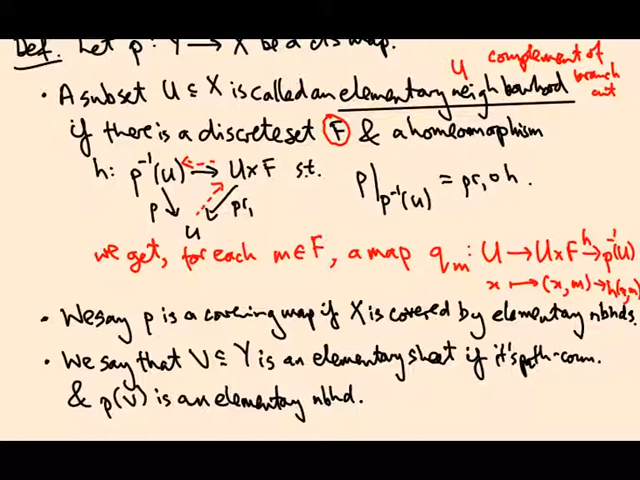 Def. Let p : Y → X be a cts map.
U complement of branch cut
• A subset U ⊆ X is called an elementary neighbourhood
if there is a discrete set F & a homeomorphism
h: p⁻¹(U) → U×F s.t. p|p⁻¹(U) = pr₁∘h.
p pr₁
U
we get, for each m∈F, a map qₘ: U → U×F →ʰ p⁻¹(U)
x ↦ (x,m) → h(x,m)
• We say p is a covering map if X is covered by elementary nbhds.
• We say that V ⊆ Y is an elementary sheet if it's path-conn.
& p(V) is an elementary nbhd.